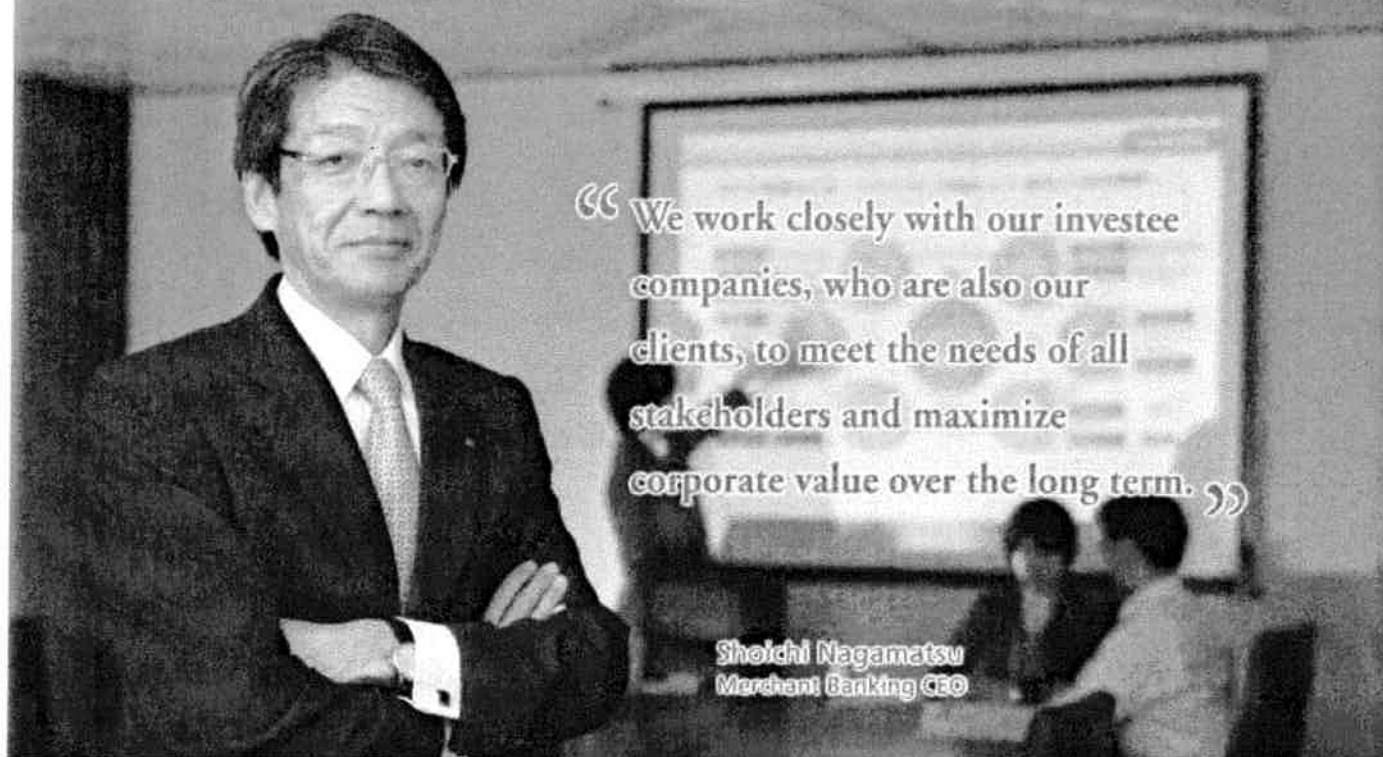 “ We work closely with our investee
companies, who are also our
clients, to meet the needs of all
stakeholders and maximize
corporate value over the long term. ”
Shoichi Nagamatsu
Merchant Banking CEO